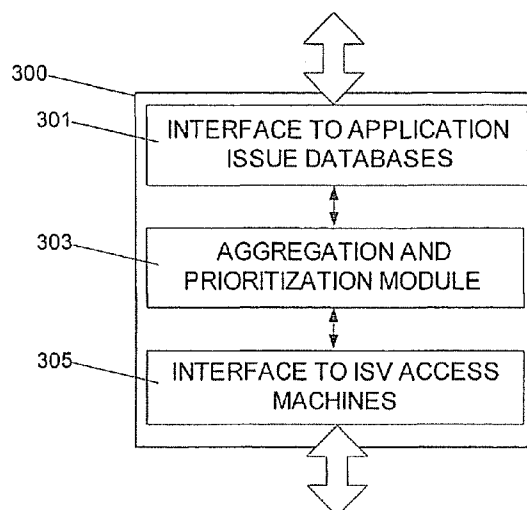 300
301
INTERFACE TO APPLICATION
ISSUE DATABASES
303
AGGREGATION AND
PRIORITIZATION MODULE
305
INTERFACE TO ISV ACCESS
MACHINES